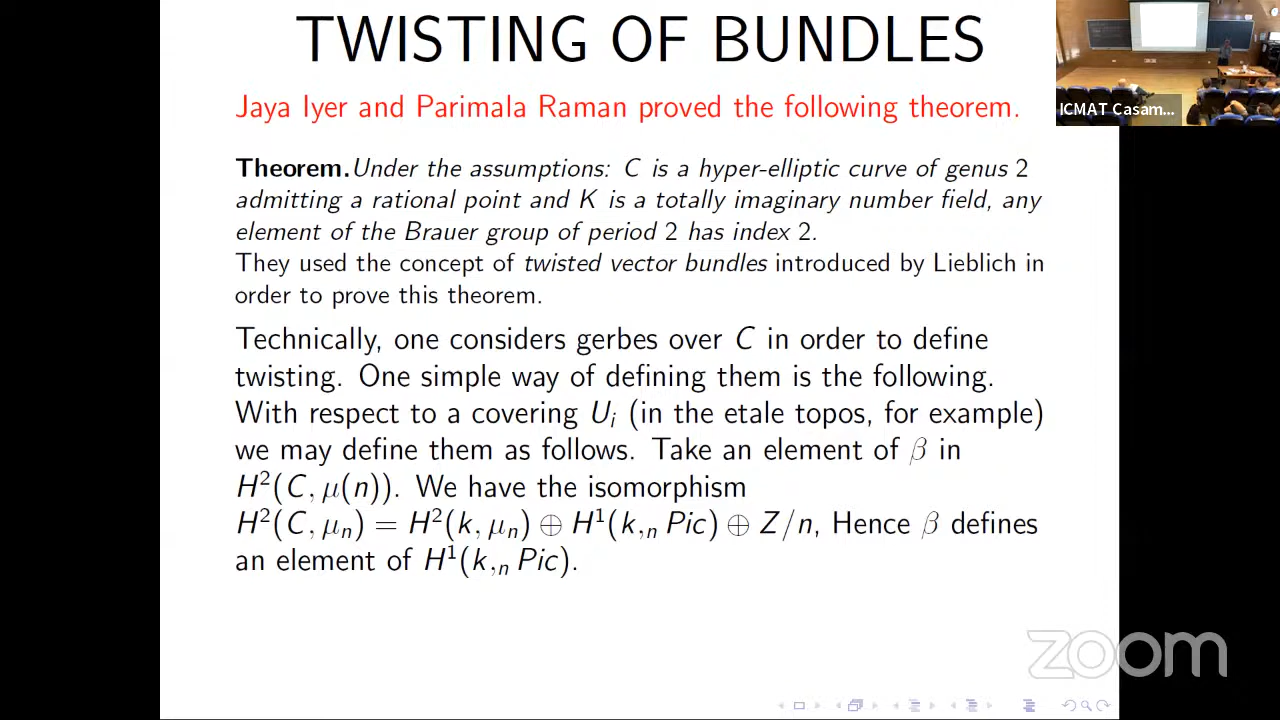 TWISTING OF BUNDLES
Jaya Iyer and Parimala Raman proved the following theorem.
Theorem.Under the assumptions: C is a hyper-elliptic curve of genus 2
admitting a rational point and K is a totally imaginary number field, any
element of the Brauer group of period 2 has index 2.
They used the concept of twisted vector bundles introduced by Lieblich in
order to prove this theorem.
Technically, one considers gerbes over C in order to define
twisting. One simple way of defining them is the following.
With respect to a covering Uᵢ (in the etale topos, for example)
we may define them as follows. Take an element of β in
H²(C, μ(n)). We have the isomorphism
H²(C, μₙ) = H²(k, μₙ) ⊕ H¹(k,ₙ Pic) ⊕ Z/n, Hence β defines
an element of H¹(k,ₙ Pic).
ICMAT Casam...
zoom